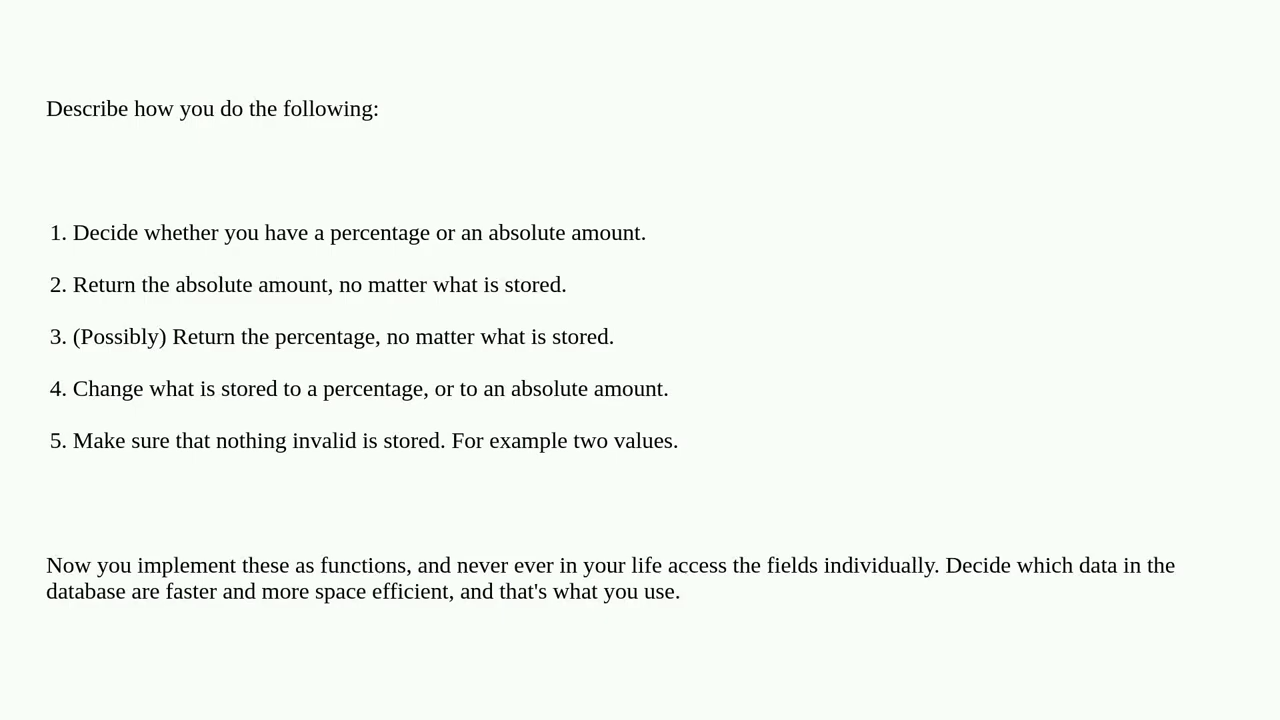 Describe how you do the following:
1. Decide whether you have a percentage or an absolute amount.
2. Return the absolute amount, no matter what is stored.
3. (Possibly) Return the percentage, no matter what is stored.
4. Change what is stored to a percentage, or to an absolute amount.
5. Make sure that nothing invalid is stored. For example two values.
Now you implement these as functions, and never ever in your life access the fields individually. Decide which data in the
database are faster and more space efficient, and that's what you use.